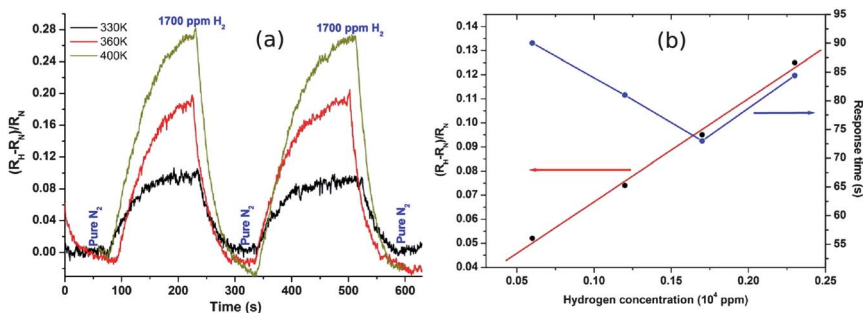 330K
360K
400K
1700 ppm H2
(a)
1700 ppm H2
Pure N2
Pure N2
Pure N2
(RH-RN)/RN
0.28
0.24
0.20
0.16
0.12
0.08
0.04
0.00
0
100
200
300
400
500
600
Time (s)
(b)
(RH-RN)/RN
0.14
0.13
0.12
0.11
0.10
0.09
0.08
0.07
0.06
0.05
0.04
0.05
0.10
0.15
0.20
0.25
Hydrogen concentration (10^4 ppm)
95
90
85
80
75
70
65
60
55
Response time (s)